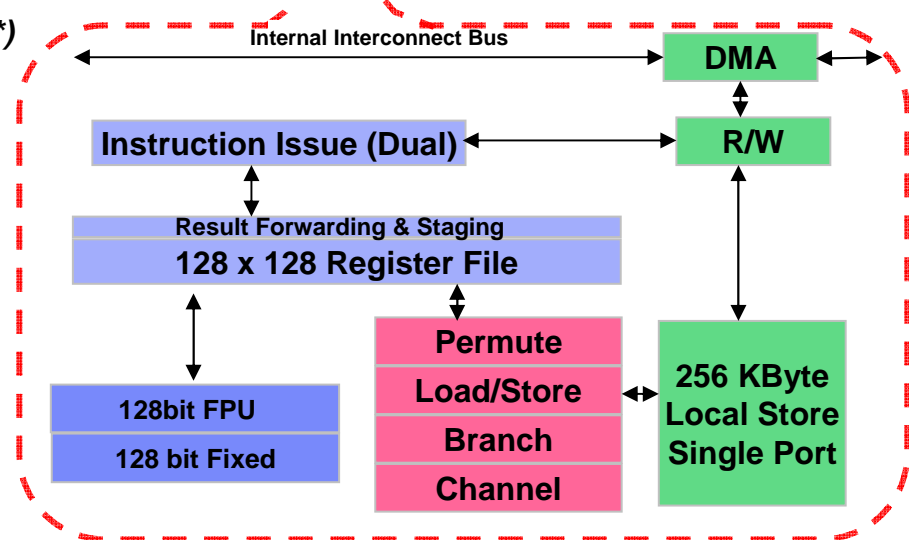 *)
Internal Interconnect Bus
DMA
Instruction Issue (Dual)
R/W
Result Forwarding & Staging
128 x 128 Register File
Permute
Load/Store
Branch
Channel
128bit FPU
128 bit Fixed
256 KByte
Local Store
Single Port